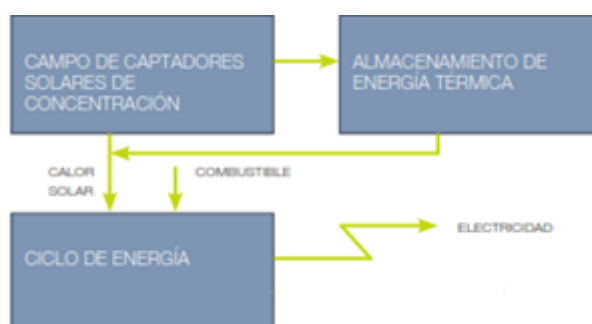 CAMPO DE CAPTADORES
SOLARES DE
CONCENTRACIÓN
ALMACENAMIENTO DE
ENERGÍA TÉRMICA
CALOR
SOLAR
COMBUSTIBLE
CICLO DE ENERGÍA
ELECTRICIDAD